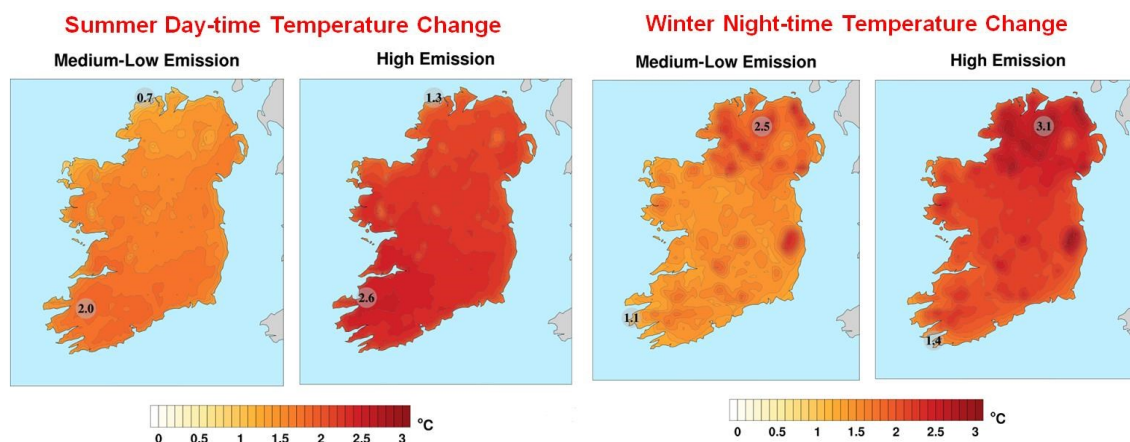 Summer Day-time Temperature Change
Medium-Low Emission
High Emission
0.7
2.0
1.3
2.6
0 0.5 1 1.5 2 2.5 3 ºC
Winter Night-time Temperature Change
Medium-Low Emission
High Emission
2.5
1.1
3.1
1.4
0 0.5 1 1.5 2 2.5 3 ºC